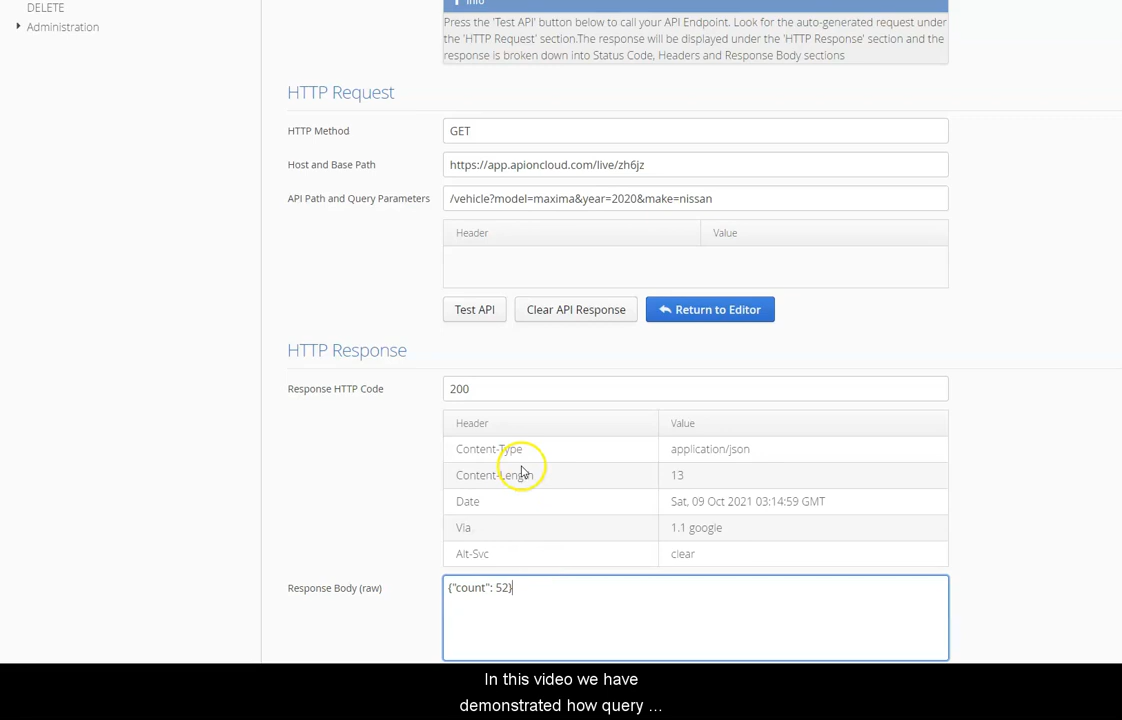 DELETE
Administration
Info
Press the 'Test API' button below to call your API Endpoint. Look for the auto-generated request under
the 'HTTP Request' section.The response will be displayed under the 'HTTP Response' section and the
response is broken down into Status Code, Headers and Response Body sections
HTTP Request
HTTP Method GET
Host and Base Path https://app.apioncloud.com/live/zh6jz
API Path and Query Parameters /vehicle?model=maxima&year=2020&make=nissan
Header Value
Test API Clear API Response Return to Editor
HTTP Response
Response HTTP Code 200
Header Value
Content-Type application/json
Content-Length 13
Date Sat, 09 Oct 2021 03:14:59 GMT
Via 1.1 google
Alt-Svc clear
Response Body (raw) {"count": 52}
In this video we have
demonstrated how query ...